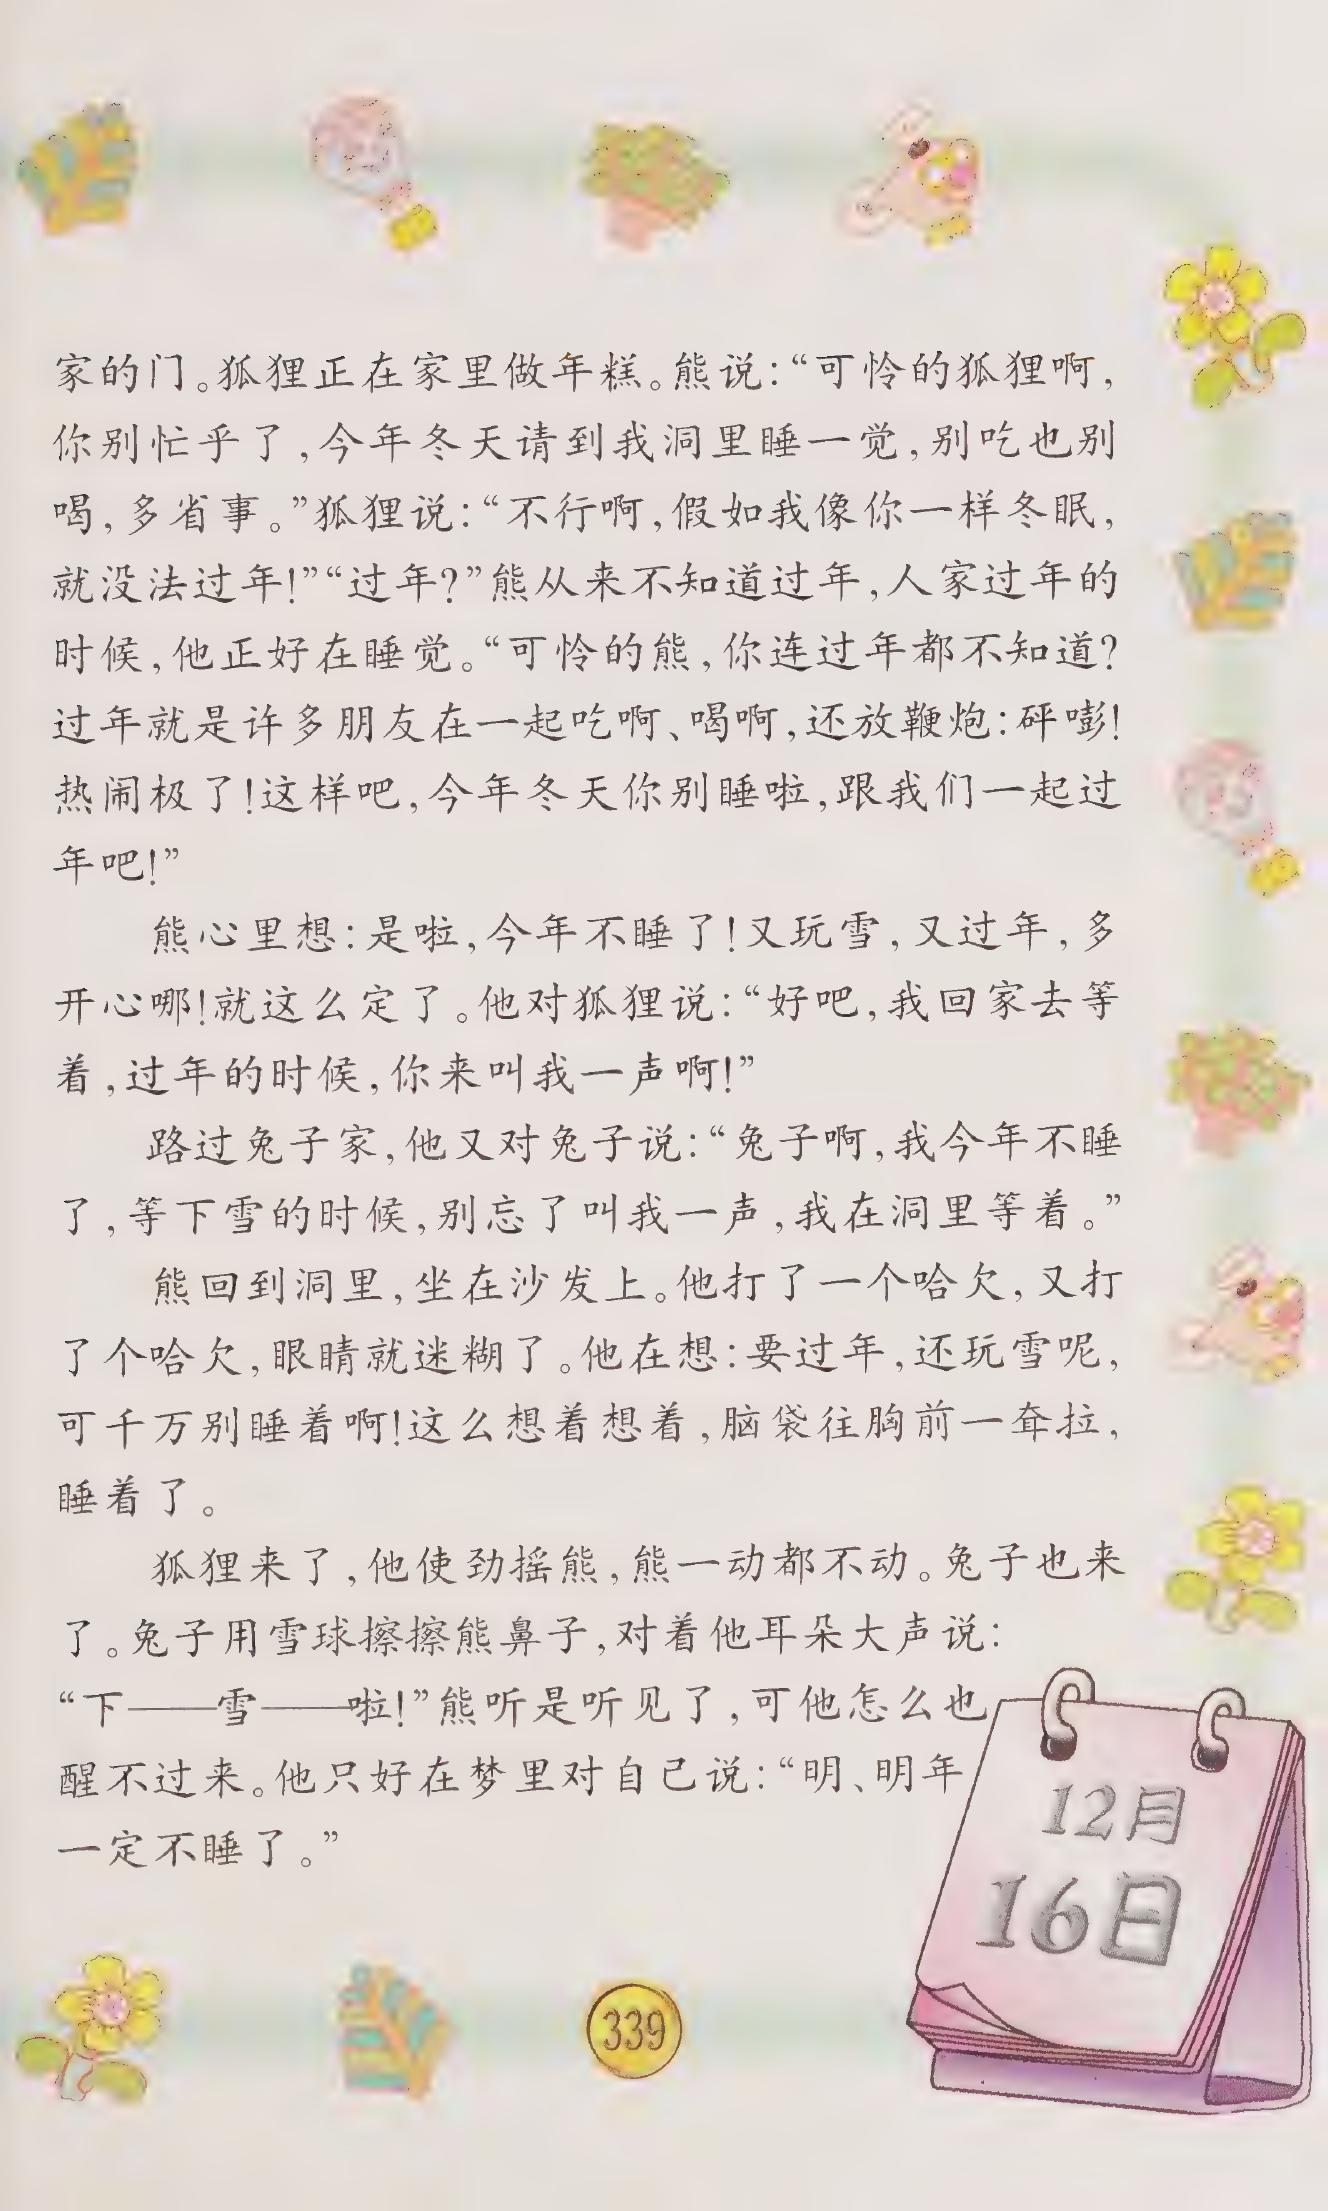 家的门。狐狸正在家里做年糕。熊说：“可怜的狐狸啊，
你别忙乎了，今年冬天请到我洞里睡一觉，别吃也别
喝，多省事。”狐狸说：“不行啊，假如我像你一样冬眠，
就没法过年！”“过年？”熊从来不知道过年，人家过年的
时候，他正好在睡觉。“可怜的熊，你连过年都不知道？
过年就是许多朋友在一起吃啊、喝啊，还放鞭炮：砰嘭！
热闹极了！这样吧，今年冬天你别睡啦，跟我们一起过
年吧！”
熊心里想：是啦，今年不睡了！又玩雪，又过年，多
开心哪！就这么定了。他对狐狸说：“好吧，我回家去等
着，过年的时候，你来叫我一声啊！”
路过兔子家，他又对兔子说：“兔子啊，我今年不睡
了，等下雪的时候，别忘了叫我一声，我在洞里等着。”
熊回到洞里，坐在沙发上。他打了一个哈欠，又打
了个哈欠，眼睛就迷糊了。他在想：要过年，还玩雪呢，
可千万别睡着啊！这么想着想着，脑袋往胸前一耷拉，
睡着了。
狐狸来了，他使劲摇熊，熊一动都不动。兔子也来
了。兔子用雪球擦擦熊鼻子，对着他耳朵大声说：
“下——雪——啦！”熊听是听见了，可他怎么也
醒不过来。他只好在梦里对自己说：“明、明年
一定不睡了。”
12月
16日
339